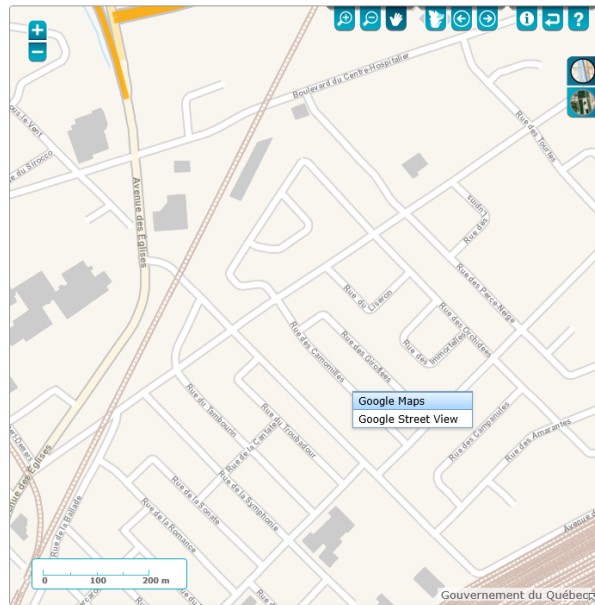 Boulevard du Centre-Hospitalier
Rue des Tourles
Rue du Sirocco
Avenue des Églises
Rue des Lupins
Rue des Perce-Neige
Rue du Liseron
Rue des Orchidées
Rue des Immortelles
Rue des Camomilles
Rue des Giroflées
Google Maps
Google Street View
Rue du Tambourin
Rue du Troubadour
Rue de la Cantate
Rue des Campanules
Rue des Amarantes
Rue de la Ballade
Rue de la Sonate
Rue de la Symphonie
Rue de la Romance
0 100 200 m
Gouvernement du Québec